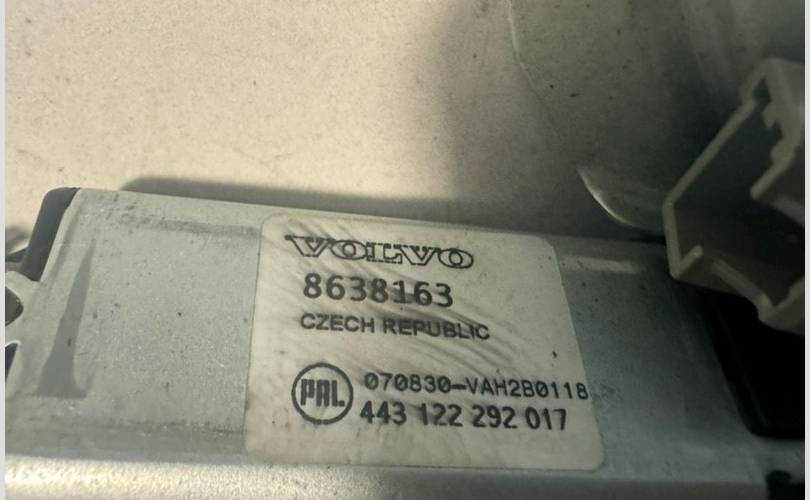 VOLVO
8638163
CZECH REPUBLIC
PAL 070830-VAH2B0118
443 122 292 017